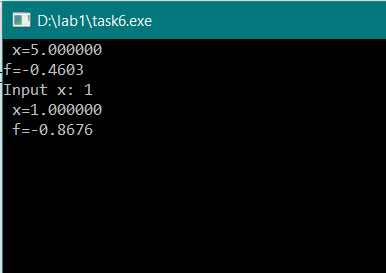 D:\lab1\task6.exe
x=5.000000
f=-0.4603
Input x: 1
x=1.000000
f=-0.8676